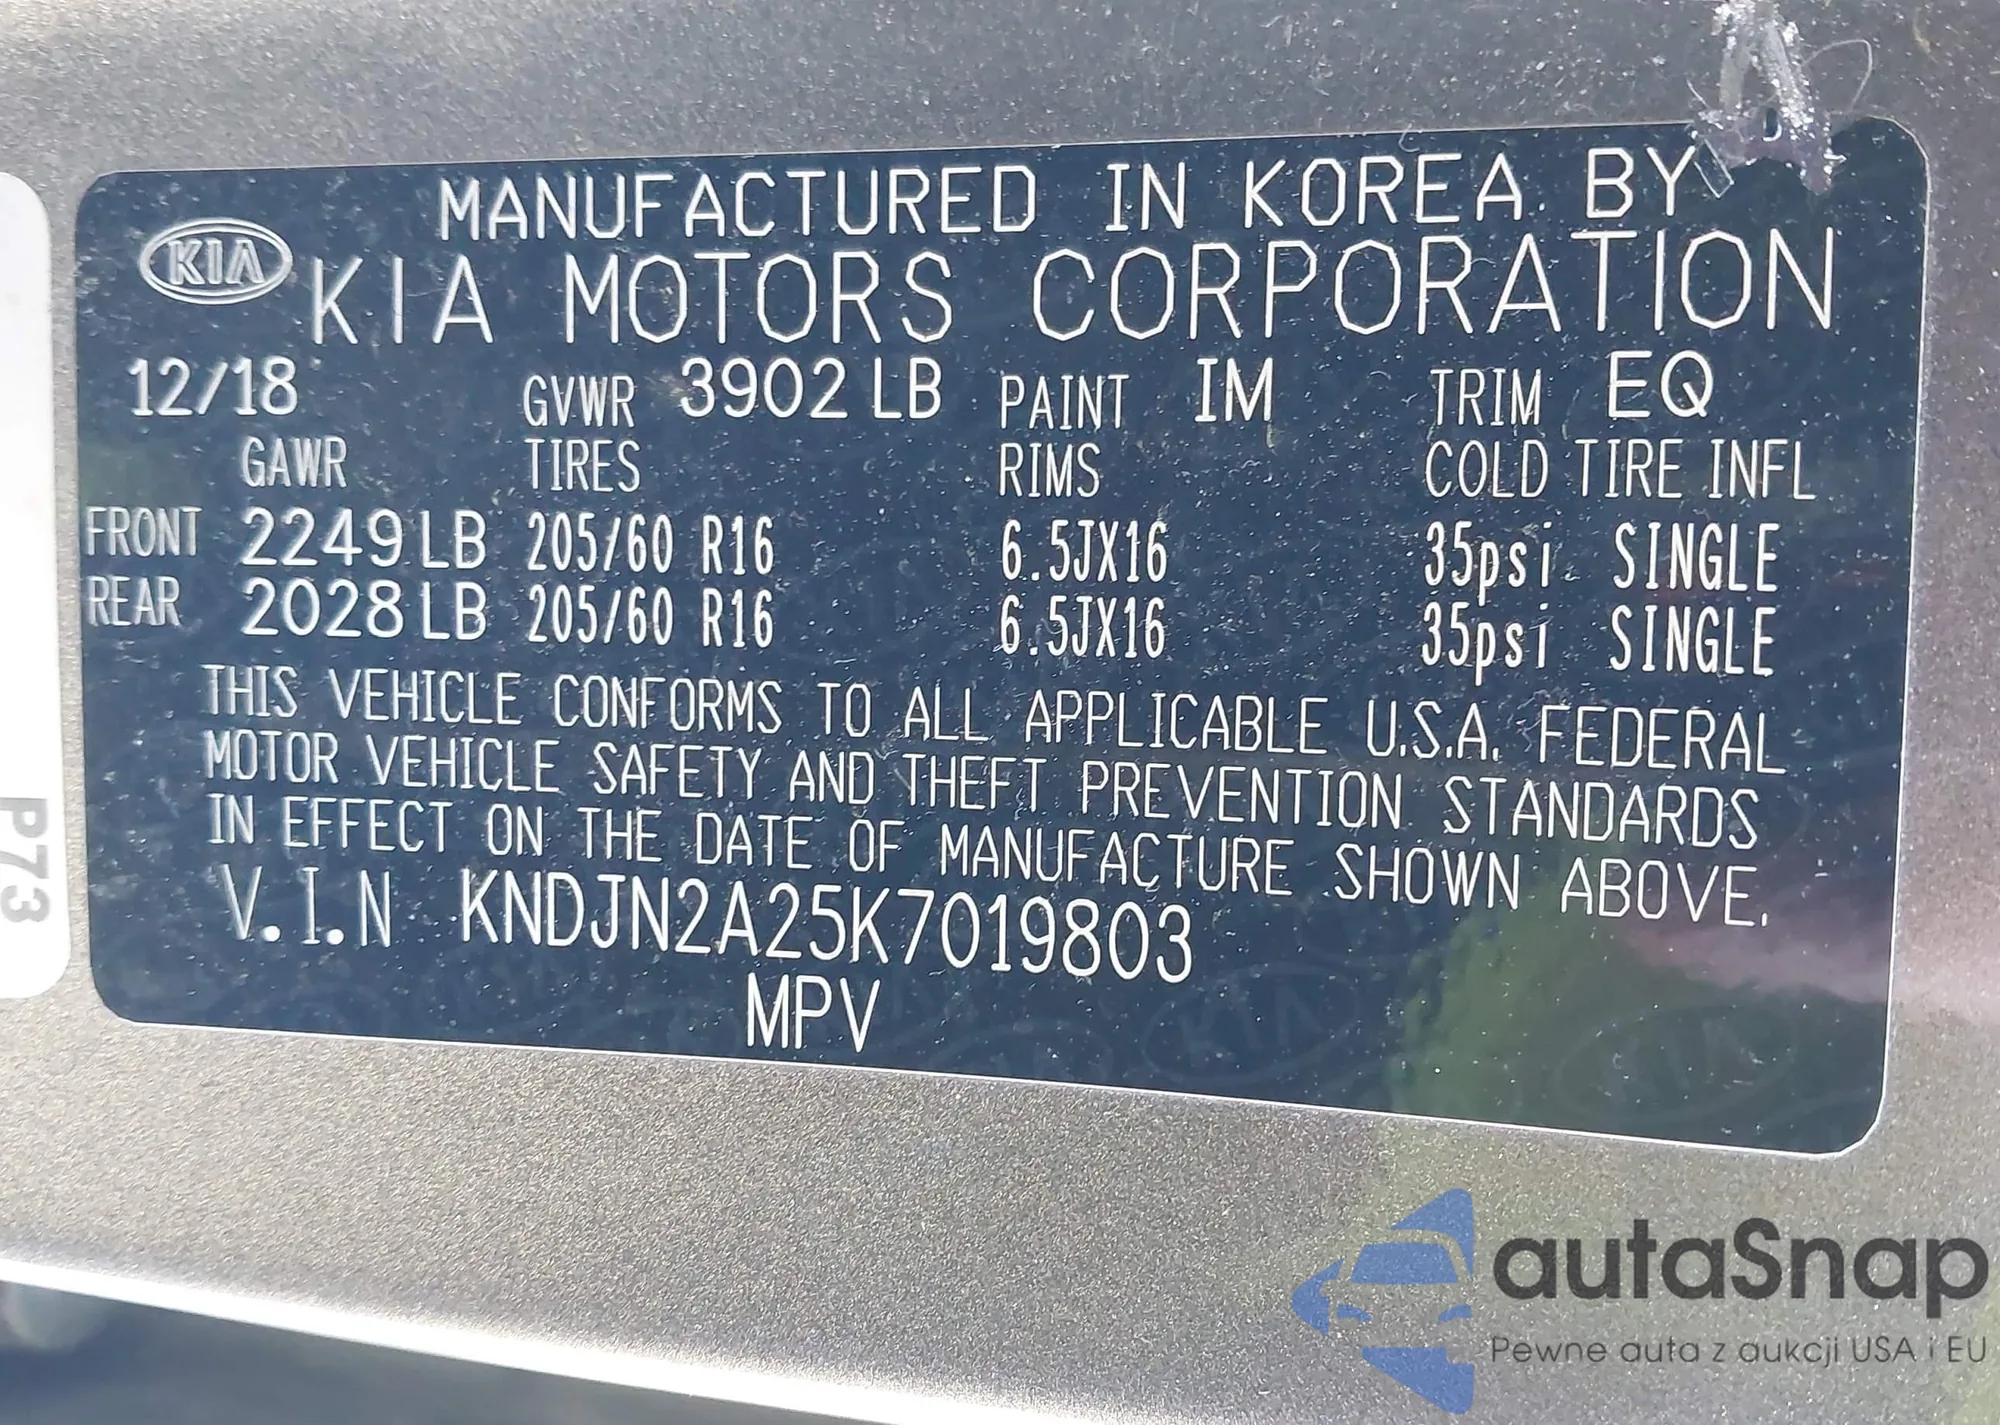 MANUFACTURED IN KOREA BY
KIA KIA MOTORS CORPORATION
12/18 GVWR 3902 LB PAINT IM TRIM EQ
GAWR TIRES RIMS COLD TIRE INFL
FRONT 2249 LB 205/60 R16 6.5JX16 35psi SINGLE
REAR 2028 LB 205/60 R16 6.5JX16 35psi SINGLE
THIS VEHICLE CONFORMS TO ALL APPLICABLE U.S.A. FEDERAL
MOTOR VEHICLE SAFETY AND THEFT PREVENTION STANDARDS
IN EFFECT ON THE DATE OF MANUFACTURE SHOWN ABOVE.
V.I.N KNDJN2A25K7019803
MPV
P73
autaSnap
Pewne auta z aukcji USA i EU